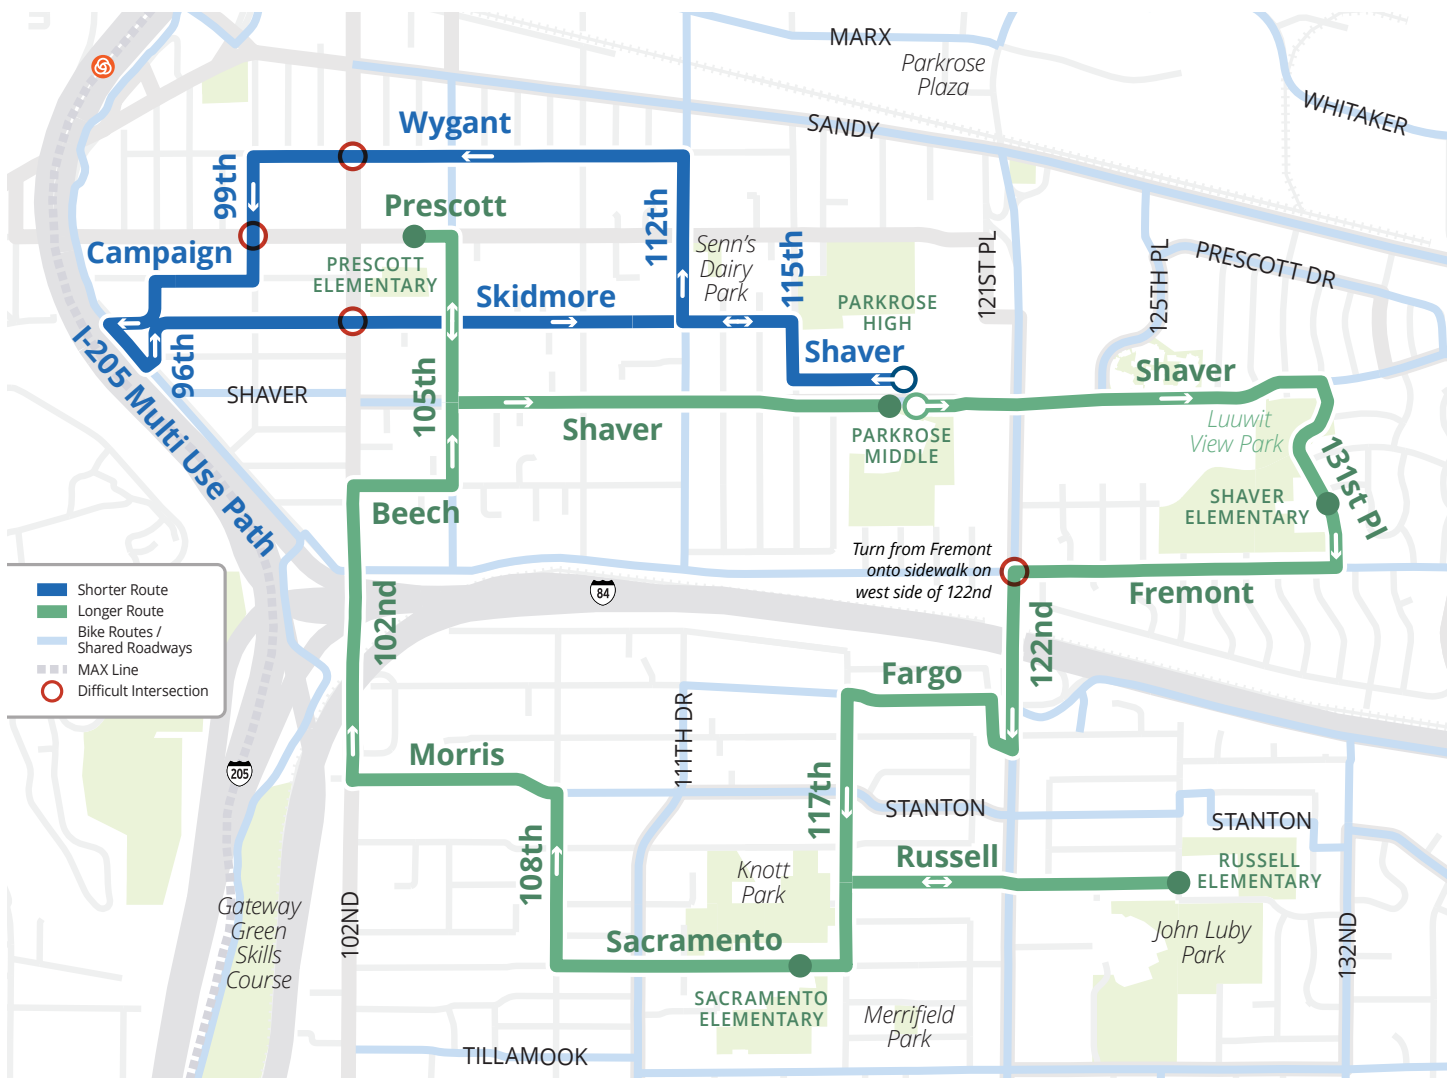 MARX
Parkrose
Plaza
WHITAKER
SANDY
Wygant
99th
Prescott
Campaign
PRESCOTT
ELEMENTARY
112th
Senn’s
Dairy
Park
115th
121ST PL
125TH PL
PRESCOTT DR
Skidmore
PARKROSE
HIGH
Shaver
I-205 Multi Use Path
96th
SHAVER
105th
Shaver
PARKROSE
MIDDLE
Shaver
Luuwit
View Park
131st Pl
SHAVER
ELEMENTARY
Beech
Turn from Fremont
onto sidewalk on
west side of 122nd
Fremont
Shorter Route
Longer Route
Bike Routes /
Shared Roadways
MAX Line
Difficult Intersection
84
102nd
122nd
Fargo
111TH DR
Morris
205
117th
STANTON
STANTON
108th
Russell
RUSSELL
ELEMENTARY
Knott
Park
Gateway
Green
Skills
Course
102ND
Sacramento
John Luby
Park
132ND
SACRAMENTO
ELEMENTARY
Merrifield
Park
TILLAMOOK